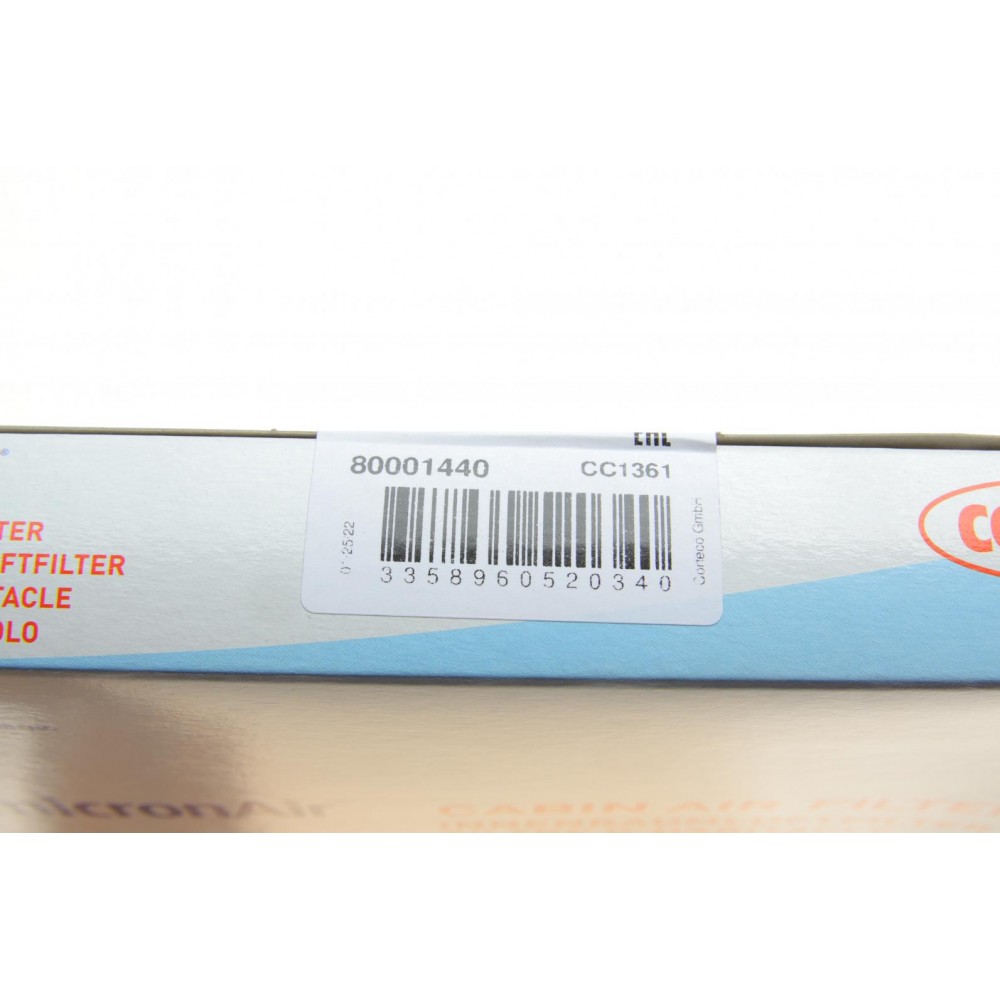 EAC
80001440 CC1361
01-25-22
3358960520340
Corteco GmbH
TER
FTFILTER
TACLE
OLO
CO
micronAir
CABIN AIR FILTER